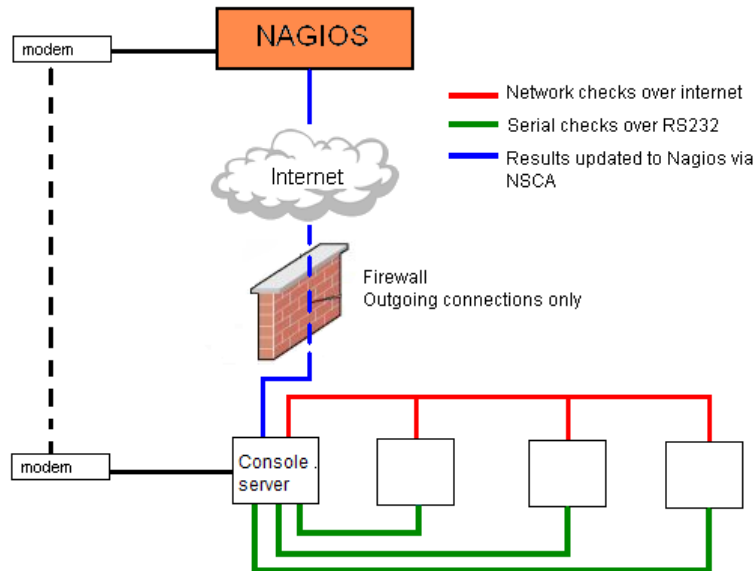 NAGIOS
modem
Network checks over internet
Serial checks over RS232
Results updated to Nagios via
NSCA
Internet
Firewall
Outgoing connections only
modem
Console .
server